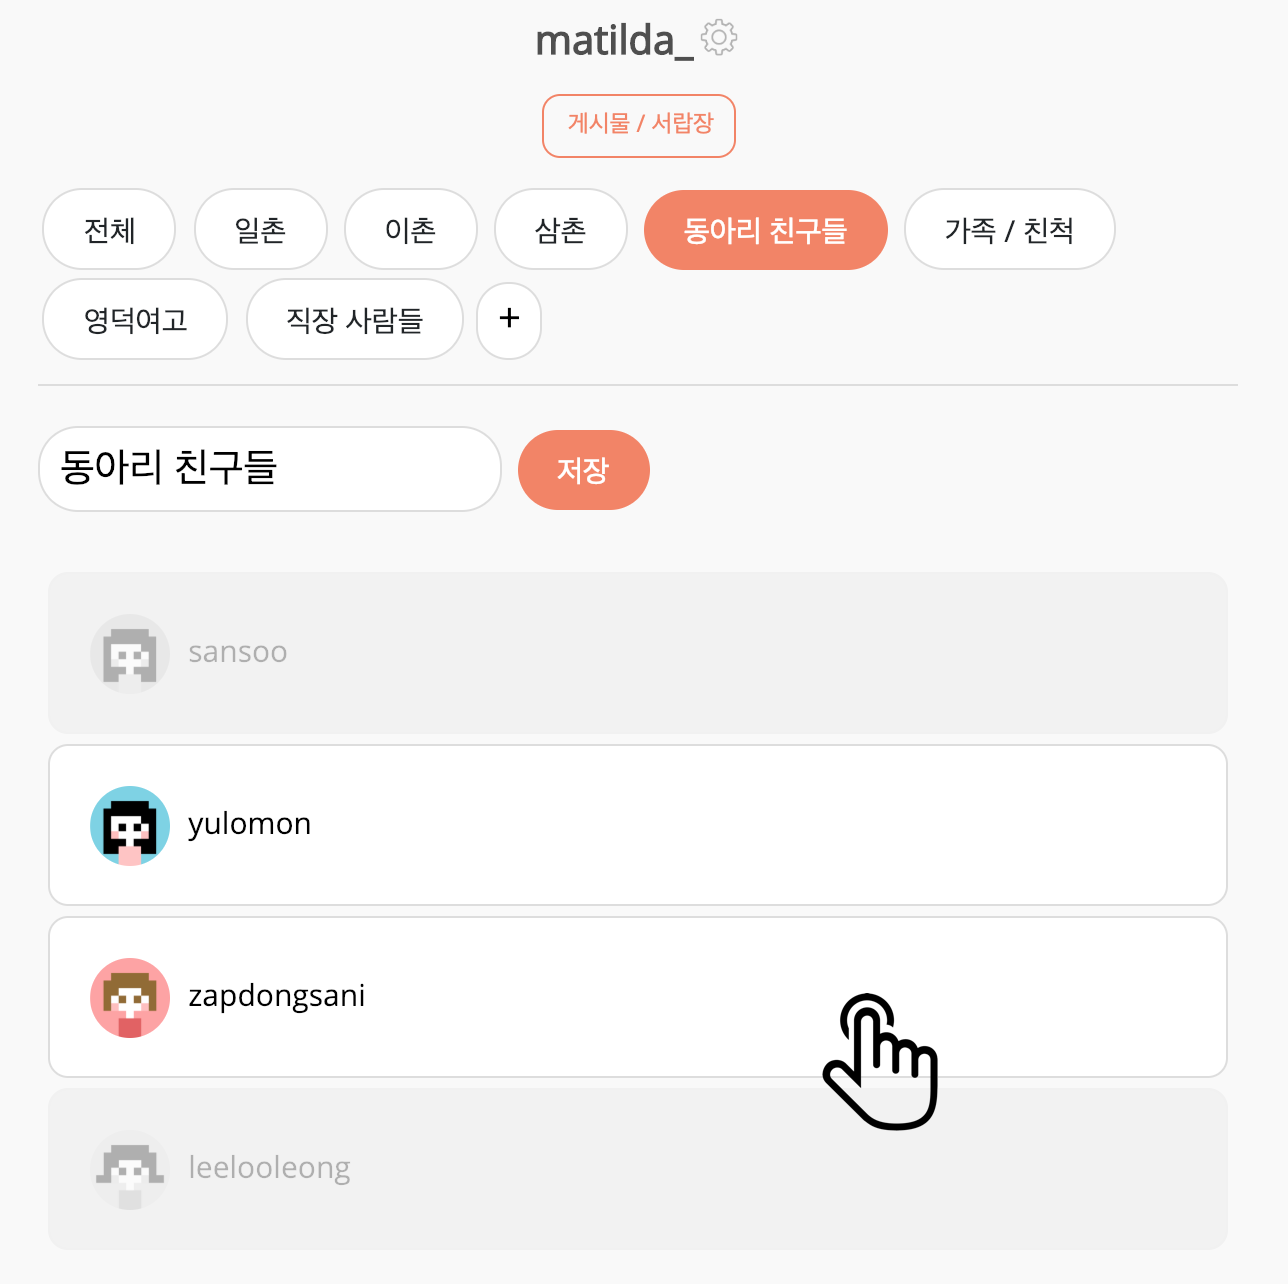 matilda_
게시물 / 서랍장
전체 일촌 이촌 삼촌 동아리 친구들 가족 / 친척
영덕여고 직장 사람들 +
동아리 친구들 저장
sansoo
yulomon
zapdongsani
leelooleong